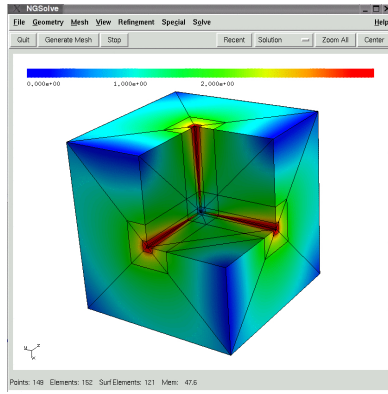 NGSolve
File Geometry Mesh View Refinement Special Solve Help
Quit Generate Mesh Stop Recent Solution Zoom All Center
0.000e+00 1.000e+00 2.000e+00
y z
x
Points: 148 Elements: 152 Surf Elements: 121 Mem: 47.6